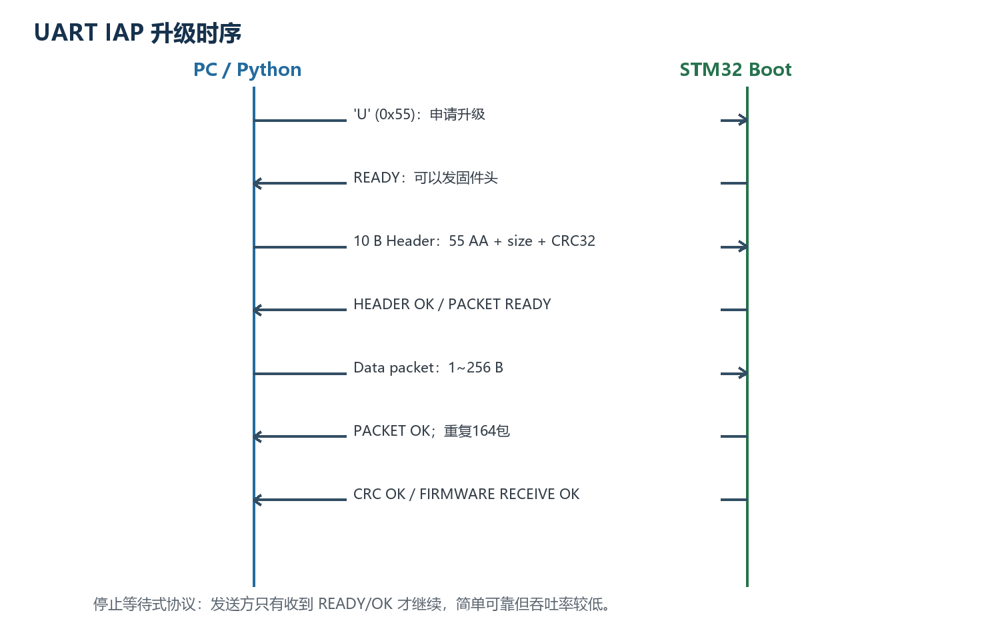 UART IAP 升级时序
PC / Python
STM32 Boot
'U' (0x55)：申请升级
READY：可以发固件头
10 B Header：55 AA + size + CRC32
HEADER OK / PACKET READY
Data packet：1~256 B
PACKET OK；重复164包
CRC OK / FIRMWARE RECEIVE OK
停止等待式协议：发送方只有收到 READY/OK 才继续，简单可靠但吞吐率较低。